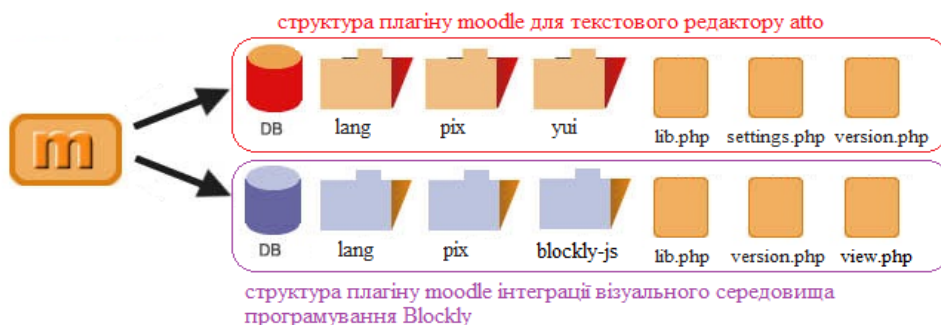 структура плагіну moodle для текстового редактору atto
DB lang pix yui lib.php settings.php version.php
m
DB lang pix blockly-js lib.php version.php view.php
структура плагіну moodle інтеграції візуального середовища
програмування Blockly